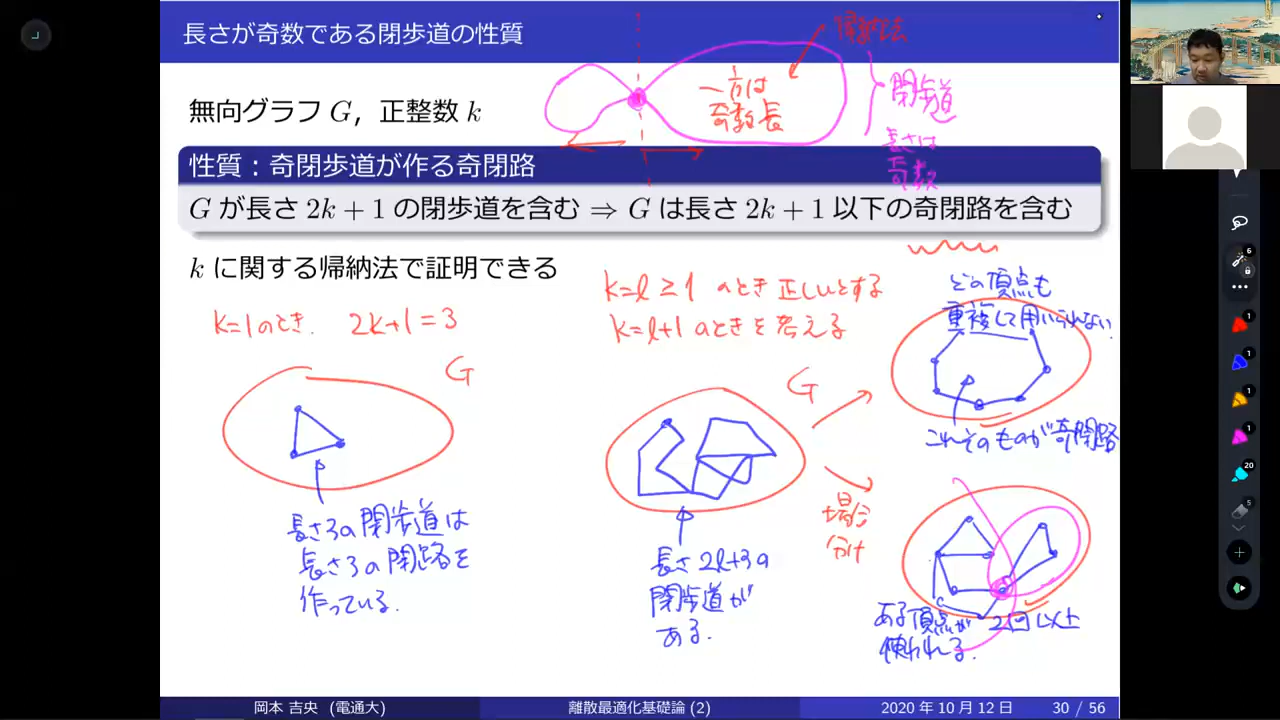 長さが奇数である閉歩道の性質
帰納法
無向グラフ G，正整数 k
一方は
奇数長
閉歩道
長さは
奇数
性質：奇閉歩道が作る奇閉路
G が長さ 2k + 1 の閉歩道を含む ⇒ G は長さ 2k + 1 以下の奇閉路を含む
k に関する帰納法で証明できる
k=1のとき. 2k+1=3
G
長さ3の閉歩道は
長さ3の閉路を
作っている.
k=l≥1 のとき正しいとする
k=l+1 のときを考える
G
長さ2l+3の
閉歩道が
ある.
場合
分け
どの頂点も
重複して用いられない.
これそのものが奇閉路
ある頂点が 2回以上
使われる.
岡本 吉央 (電通大)
離散最適化基礎論 (2)
2020 年 10 月 12 日
30 / 56
6
1
1
1
1
20
5